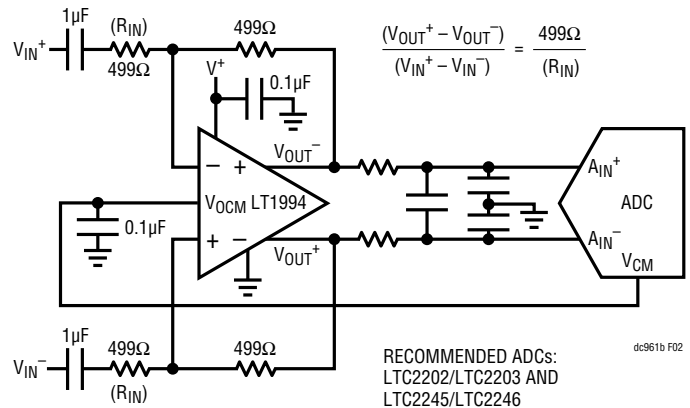 1µF
(RIN)
499Ω
VIN+
499Ω
V+
0.1µF
(VOUT+ – VOUT–)
(VIN+ – VIN–)
=
499Ω
(RIN)
VOUT–
– +
VOCM LT1994
+ –
0.1µF
VOUT+
AIN+
ADC
AIN–
VCM
1µF
499Ω
499Ω
VIN–
(RIN)
RECOMMENDED ADCs:
LTC2202/LTC2203 AND
LTC2245/LTC2246
dc961b F02